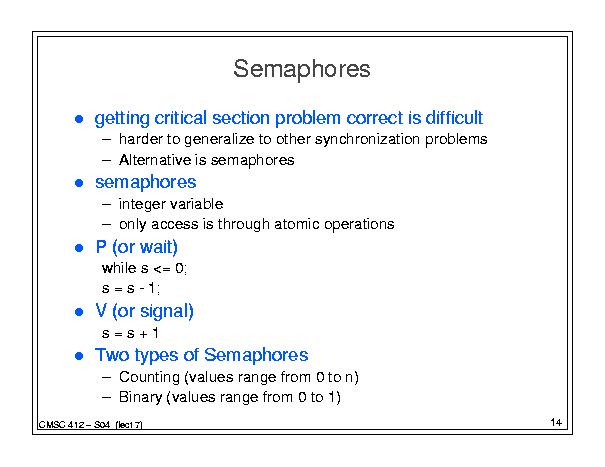 Semaphores
● getting critical section problem correct is difficult
– harder to generalize to other synchronization problems
– Alternative is semaphores
● semaphores
– integer variable
– only access is through atomic operations
● P (or wait)
while s <= 0;
s = s - 1;
● V (or signal)
s = s + 1
● Two types of Semaphores
– Counting (values range from 0 to n)
– Binary (values range from 0 to 1)
CMSC 412 – S04 (lect 7)
14